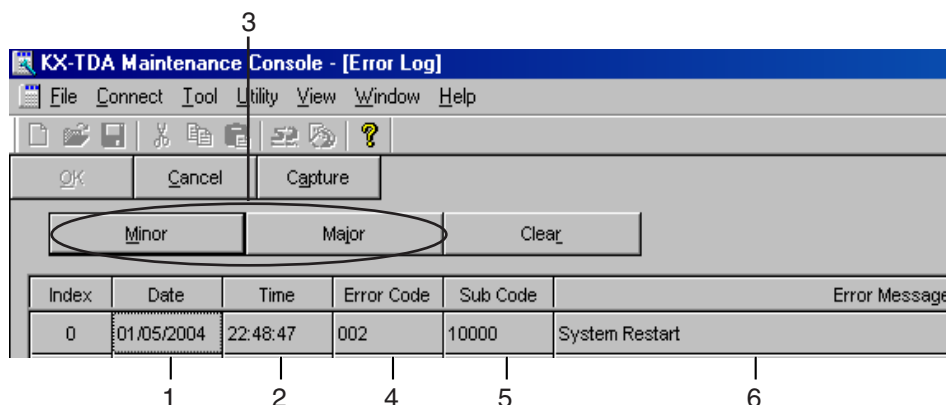 3
KX-TDA Maintenance Console - [Error Log]
File Connect Tool Utility View Window Help
OK Cancel Capture
Minor Major Clear
Index Date Time Error Code Sub Code Error Message
0 01/05/2004 22:48:47 002 10000 System Restart
1 2 4 5 6